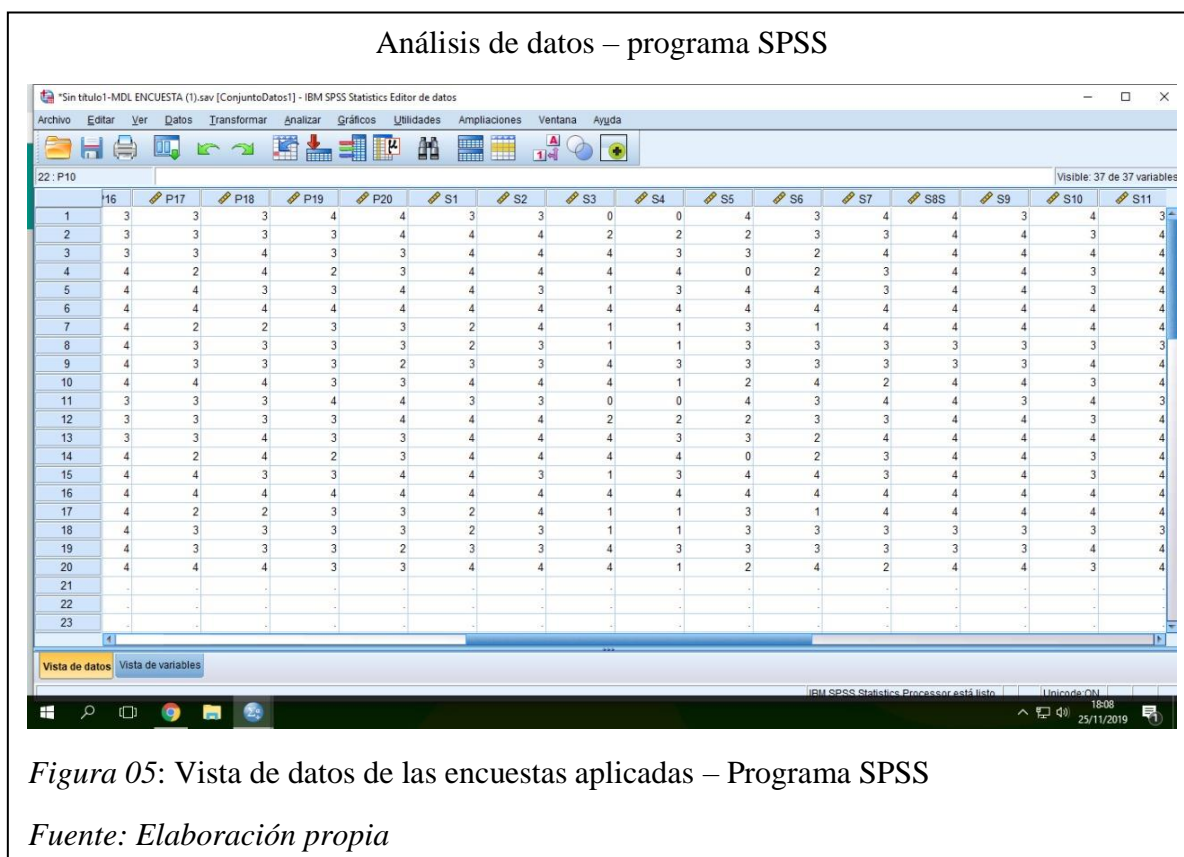 Análisis de datos – programa SPSS
*Sin título1-MDL ENCUESTA (1).sav [ConjuntoDatos1] - IBM SPSS Statistics Editor de datos
Archivo Editar Ver Datos Transformar Analizar Gráficos Utilidades Ampliaciones Ventana Ayuda
22 : P10 Visible: 37 de 37 variables
P16 P17 P18 P19 P20 S1 S2 S3 S4 S5 S6 S7 S8S S9 S10 S11
1 3 3 3 4 4 3 3 0 0 4 3 4 4 3 4 3
2 3 3 3 3 4 4 4 2 2 2 3 3 4 4 3 4
3 3 3 4 3 3 4 4 4 3 3 2 4 4 4 4 4
4 4 2 4 2 3 4 4 4 4 0 2 3 4 4 3 4
5 4 4 3 3 4 4 3 1 3 4 4 3 4 4 3 4
6 4 4 4 4 4 4 4 4 4 4 4 4 4 4 4 4
7 4 2 2 3 3 2 4 1 1 3 1 4 4 4 4 4
8 4 3 3 3 3 2 3 1 1 3 3 3 3 3 3 3
9 4 3 3 3 2 3 3 4 3 3 3 3 3 3 4 4
10 4 4 4 3 3 4 4 4 1 2 4 2 4 4 3 4
11 3 3 3 4 4 3 3 0 0 4 3 4 4 3 4 3
12 3 3 3 3 4 4 4 2 2 2 3 3 4 4 3 4
13 3 3 4 3 3 4 4 4 3 3 2 4 4 4 4 4
14 4 2 4 2 3 4 4 4 4 0 2 3 4 4 3 4
15 4 4 3 3 4 4 3 1 3 4 4 3 4 4 3 4
16 4 4 4 4 4 4 4 4 4 4 4 4 4 4 4 4
17 4 2 2 3 3 2 4 1 1 3 1 4 4 4 4 4
18 4 3 3 3 3 2 3 1 1 3 3 3 3 3 3 3
19 4 3 3 3 2 3 3 4 3 3 3 3 3 3 4 4
20 4 4 4 3 3 4 4 4 1 2 4 2 4 4 3 4
21 . . . . . . . . . . . . . . .
22 . . . . . . . . . . . . . . .
23 . . . . . . . . . . . . . . .
Vista de datos Vista de variables
IBM SPSS Statistics Processor está listo Unicode:ON
18:08
25/11/2019
Figura 05: Vista de datos de las encuestas aplicadas – Programa SPSS
Fuente: Elaboración propia